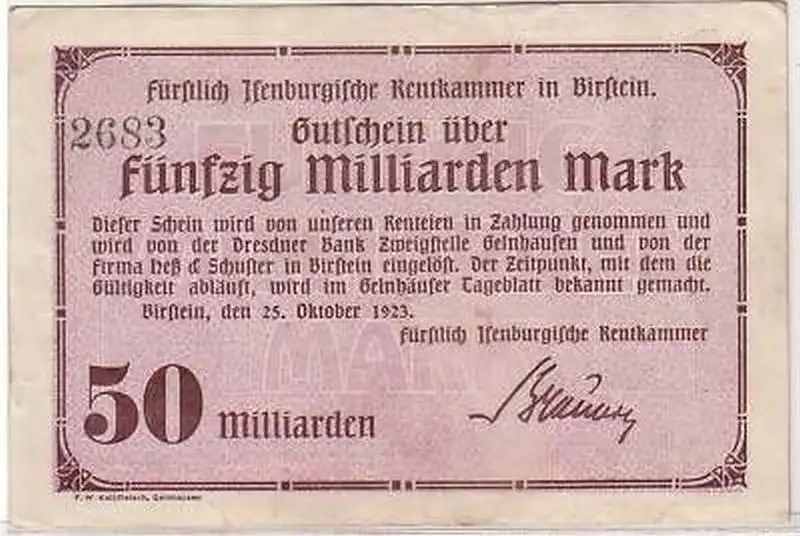 Fürstlich Isenburgische Rentkammer in Birstein.
2683
Gutschein über
Fünfzig Milliarden Mark
Dieser Schein wird von unseren Renteien in Zahlung genommen und
wird von der Dresdner Bank Zweigstelle Gelnhausen und von der
Firma Heß & Schuster in Birstein eingelöst. Der Zeitpunkt, mit dem die
Gültigkeit abläuft, wird im Gelnhäuser Tageblatt bekannt gemacht.
Birstein, den 25. Oktober 1923.
Fürstlich Isenburgische Rentkammer
MARK
50 Milliarden
F. W. Kalbfleisch, Gelnhausen